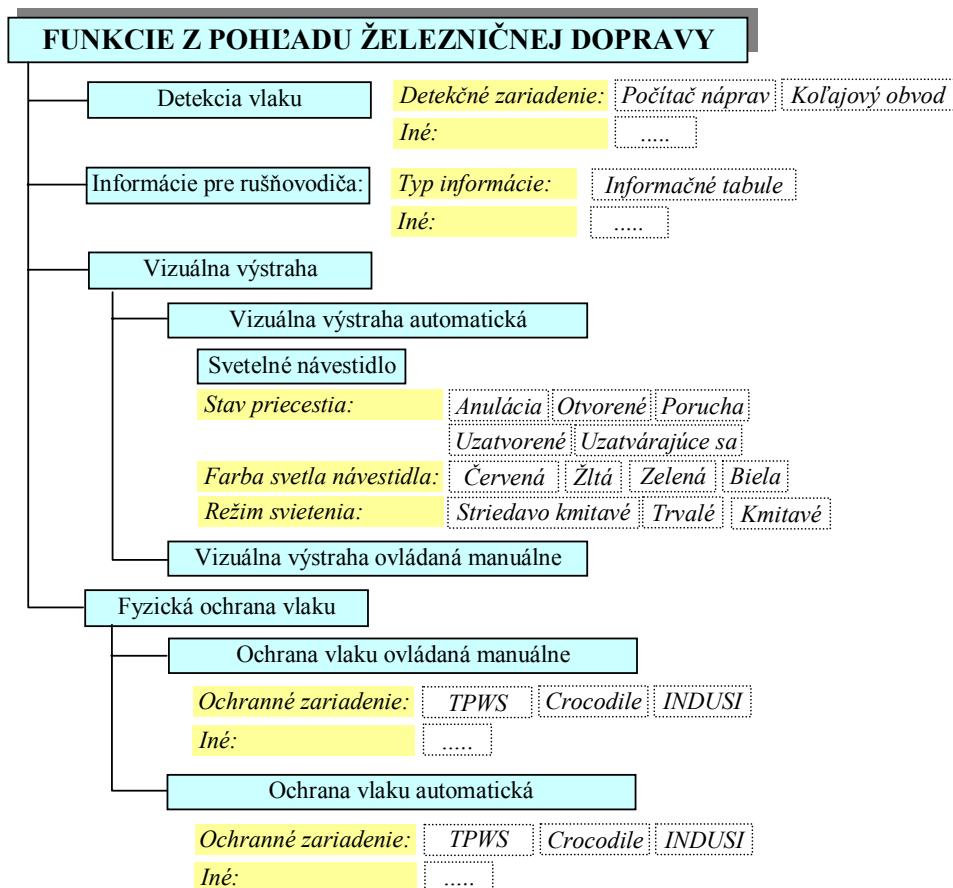 FUNKCIE Z POHĽADU ŽELEZNIČNEJ DOPRAVY
Detekcia vlaku Detekčné zariadenie: Počítač náprav Koľajový obvod
Iné: .....
Informácie pre rušňovodiča: Typ informácie: Informačné tabule
Iné: .....
Vizuálna výstraha
Vizuálna výstraha automatická
Svetelné návestidlo
Stav priecestia: Anulácia Otvorené Porucha
Uzatvorené Uzatvárajúce sa
Farba svetla návestidla: Červená Žltá Zelená Biela
Režim svietenia: Striedavo kmitavé Trvalé Kmitavé
Vizuálna výstraha ovládaná manuálne
Fyzická ochrana vlaku
Ochrana vlaku ovládaná manuálne
Ochranné zariadenie: TPWS Crocodile INDUSI
Iné: .....
Ochrana vlaku automatická
Ochranné zariadenie: TPWS Crocodile INDUSI
Iné: .....